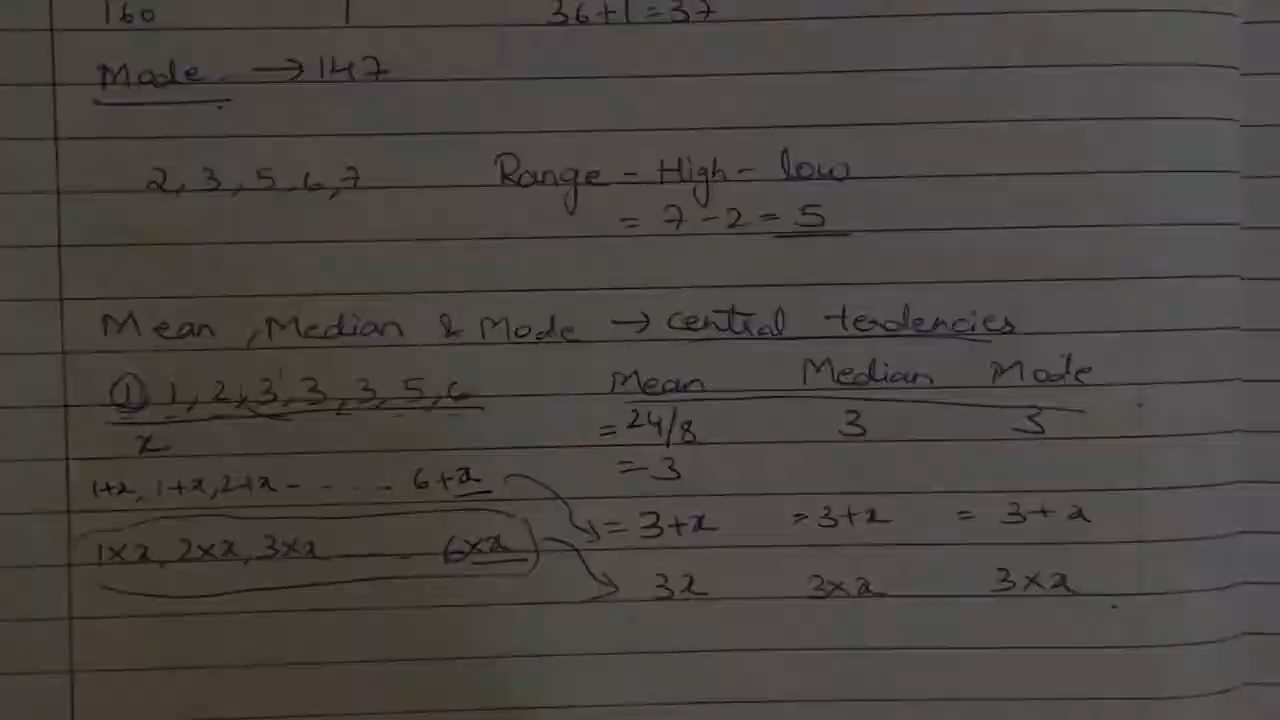 160 36+1=37
Mode → 147
2, 3, 5, 6, 7 Range - High - low
= 7 - 2 = 5
Mean, Median & Mode → central tendencies
① 1, 2, 3, 3, 3, 5, 6 Mean Median Mode
x = 24/8 3 3
= 3
1+x, 1+x, 2+x - - ... 6+x
= 3+x = 3+x = 3+x
1×x, 2×x, 3×x ... 6×x
3x 3×x 3×x